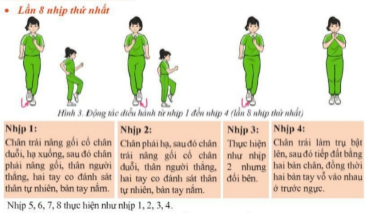 • Lần 8 nhịp thứ nhất
Hình 3. Động tác điều hành từ nhịp 1 đến nhịp 4 (lần 8 nhịp thứ nhất)
Nhịp 1:
Chân trái nâng gối cổ chân
duỗi, hạ xuống, sau đó chân
phải nâng gối, thân người
thẳng, hai tay co đánh sát
thân tự nhiên, bàn tay nắm.
Nhịp 2:
Chân phải hạ, sau đó chân
trái nâng gối cổ chân
duỗi, thân người thẳng,
hai tay co đánh sát thân
tự nhiên, bàn tay nắm.
Nhịp 3:
Thực hiện
như nhịp
2 nhưng
đổi bên.
Nhịp 4:
Chân trái làm trụ bật
lên, sau đó tiếp đất bằng
hai bàn chân, đồng thời
hai bàn tay vỗ vào nhau
ở trước ngực.
Nhịp 5, 6, 7, 8 thực hiện như nhịp 1, 2, 3, 4.